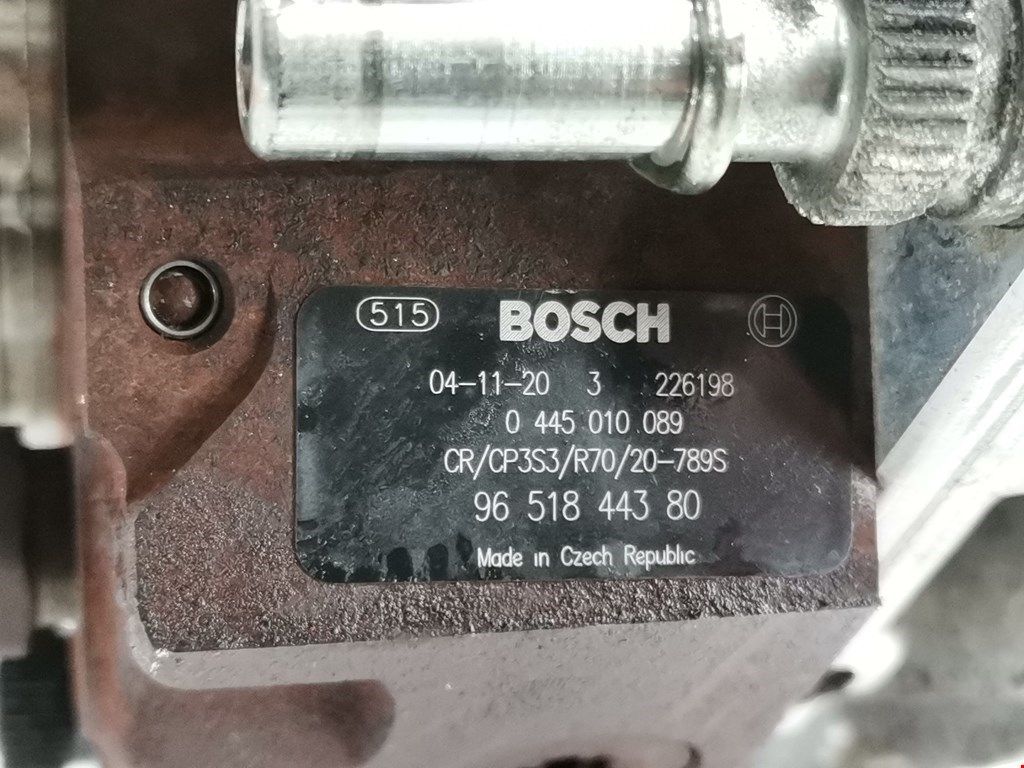 515 BOSCH
04-11-20 3 226198
0 445 010 089
CR/CP3S3/R70/20-789S
96 518 443 80
Made in Czech Republic